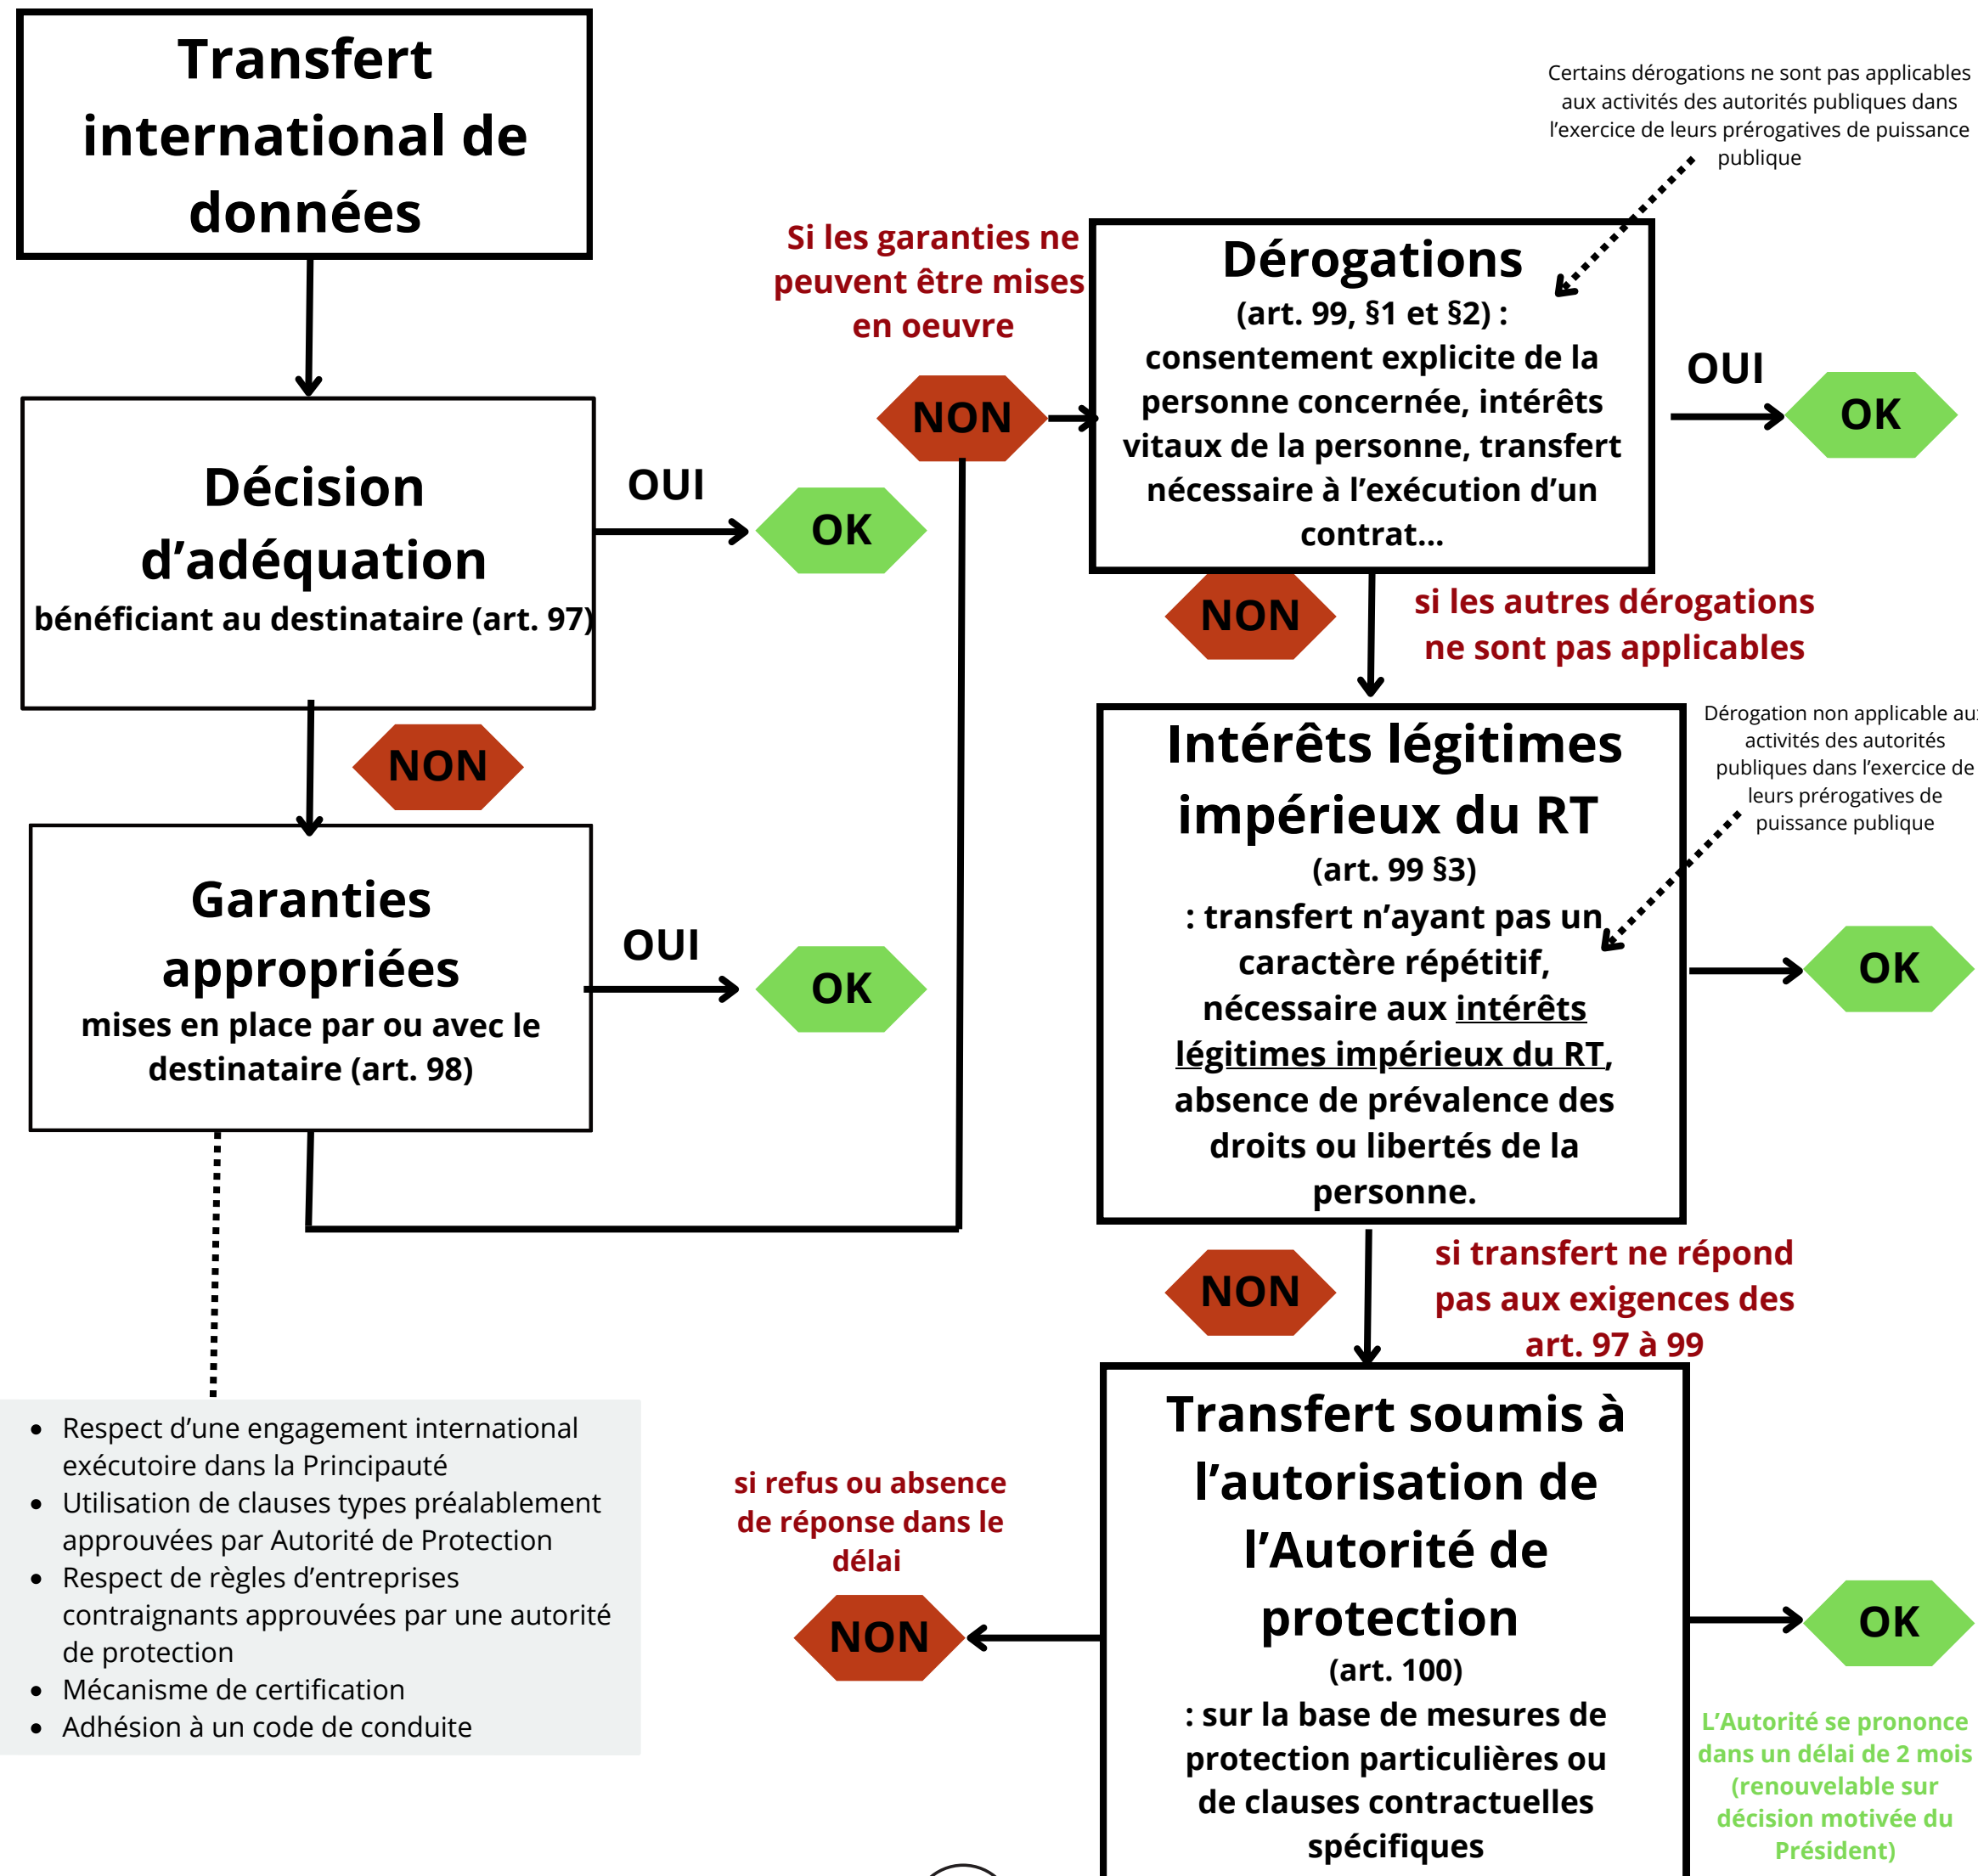 Transfert
international de
données
Décision
d’adéquation
bénéficiant au destinataire (art. 97)
OUI
OK
NON
Garanties
appropriées
mises en place par ou avec le
destinataire (art. 98)
OUI
OK
• Respect d’une engagement international
exécutoire dans la Principauté
• Utilisation de clauses types préalablement
approuvées par Autorité de Protection
• Respect de règles d’entreprises
contraignants approuvées par une autorité
de protection
• Mécanisme de certification
• Adhésion à un code de conduite
Si les garanties ne
peuvent être mises
en oeuvre
NON
Certains dérogations ne sont pas applicables
aux activités des autorités publiques dans
l’exercice de leurs prérogatives de puissance
publique
Dérogations
(art. 99, §1 et §2) :
consentement explicite de la
personne concernée, intérêts
vitaux de la personne, transfert
nécessaire à l’exécution d’un
contrat...
OUI
OK
NON
si les autres dérogations
ne sont pas applicables
Intérêts légitimes
impérieux du RT
(art. 99 §3)
: transfert n’ayant pas un
caractère répétitif,
nécessaire aux intérêts
légitimes impérieux du RT,
absence de prévalence des
droits ou libertés de la
personne.
Dérogation non applicable aux
activités des autorités
publiques dans l’exercice de
leurs prérogatives de
puissance publique
OK
NON
si transfert ne répond
pas aux exigences des
art. 97 à 99
Transfert soumis à
l’autorisation de
l’Autorité de
protection
(art. 100)
: sur la base de mesures de
protection particulières ou
de clauses contractuelles
spécifiques
si refus ou absence
de réponse dans le
délai
NON
OK
L’Autorité se prononce
dans un délai de 2 mois
(renouvelable sur
décision motivée du
Président)